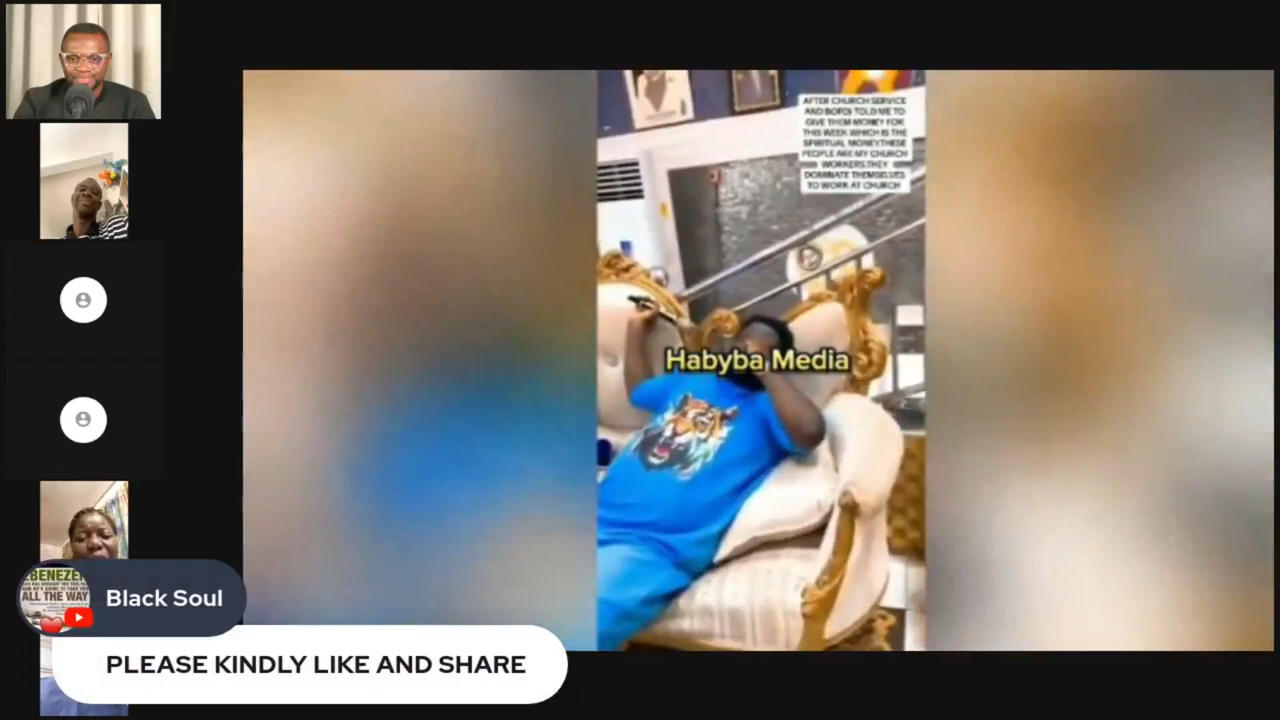 AFTER CHURCH SERVICE
AND BOFOI TOLD ME TO
GIVE THEM MONEY FOR
THIS WEEK WHICH IS THE
SPIRITUAL MONEY.THESE
PEOPLE ARE MY CHURCH
WORKERS.THEY
DOMINATE THEMSELVES
TO WORK AT CHURCH
Habyba Media
EBENEZER
ALL THE WAY
Black Soul
PLEASE KINDLY LIKE AND SHARE